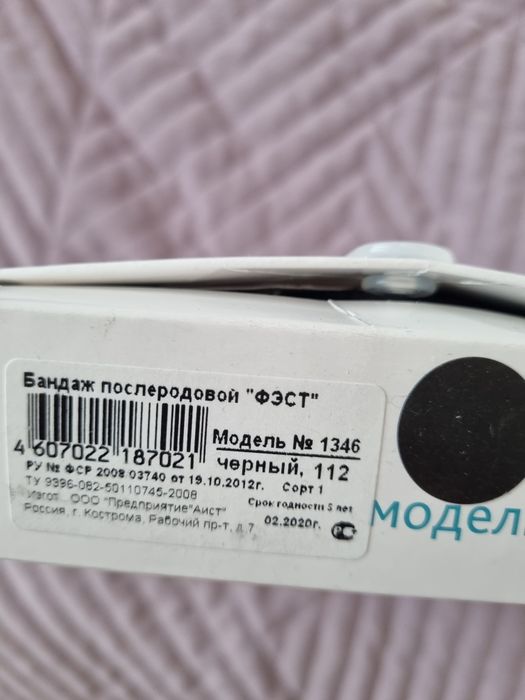 Бандаж послеродовой "ФЭСТ"
4 607022 187021
Модель № 1346
черный, 112
РУ № ФСР 2008 03740 от 19.10.2012г. Сорт 1
ТУ 9396-082-50110745-2008
Срок годности 5 лет
Изгот. ООО "Предприятие"Аист"
Россия, г. Кострома, Рабочий пр-т, д.7 02.2020г.
модель